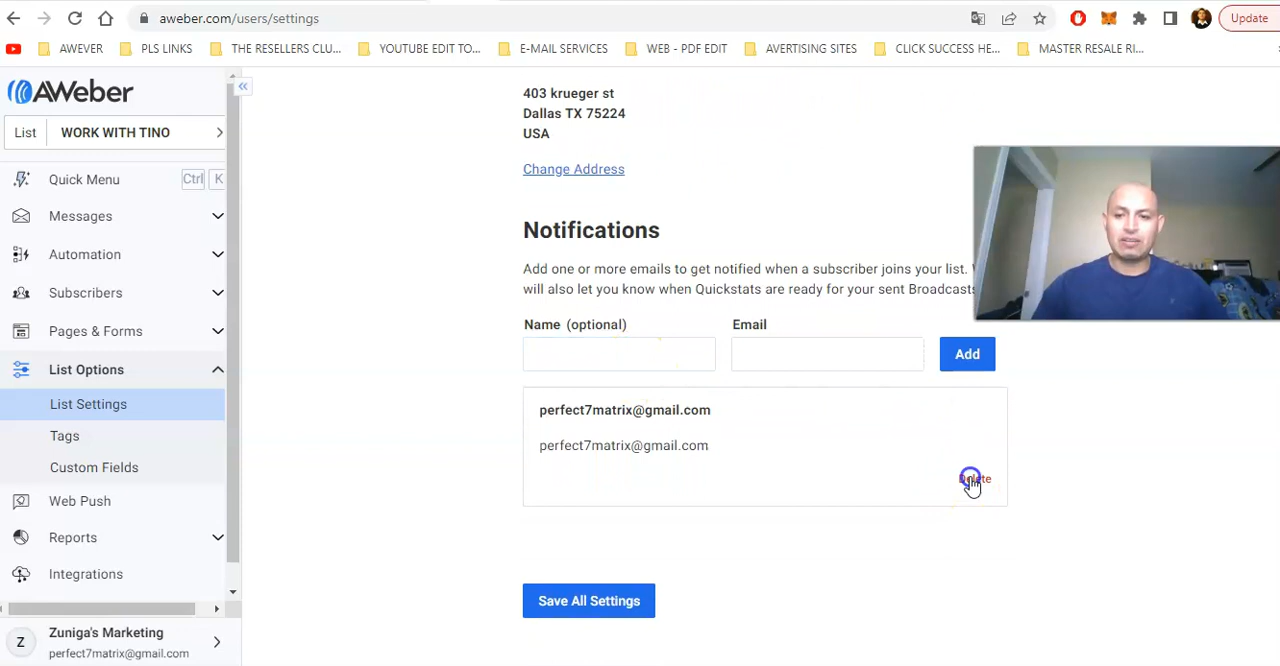 aweber.com/users/settings
Update
AWEVER
PLS LINKS
THE RESELLERS CLU...
YOUTUBE EDIT TO...
E-MAIL SERVICES
WEB - PDF EDIT
AVERTISING SITES
CLICK SUCCESS HE...
MASTER RESALE RI...
AWeber
List
WORK WITH TINO
Quick Menu
Ctrl
K
Messages
Automation
Subscribers
Pages & Forms
List Options
List Settings
Tags
Custom Fields
Web Push
Reports
Integrations
Z
Zuniga's Marketing
perfect7matrix@gmail.com
403 krueger st
Dallas TX 75224
USA
Change Address
Notifications
Add one or more emails to get notified when a subscriber joins your list.
will also let you know when Quickstats are ready for your sent Broadcasts
Name (optional)
Email
Add
perfect7matrix@gmail.com
perfect7matrix@gmail.com
Delete
Save All Settings